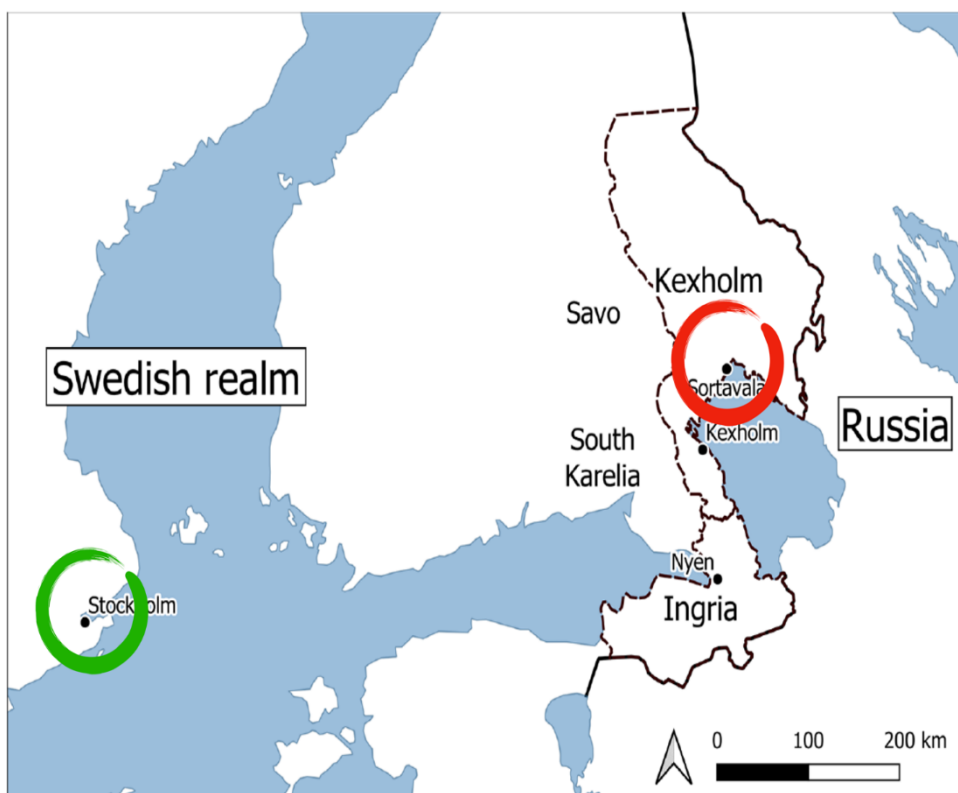 Kexholm
Savo
Swedish realm
Sortavala
Russia
Kexholm
South
Karelia
Nyen
Stockholm
Ingria
0 100 200 km